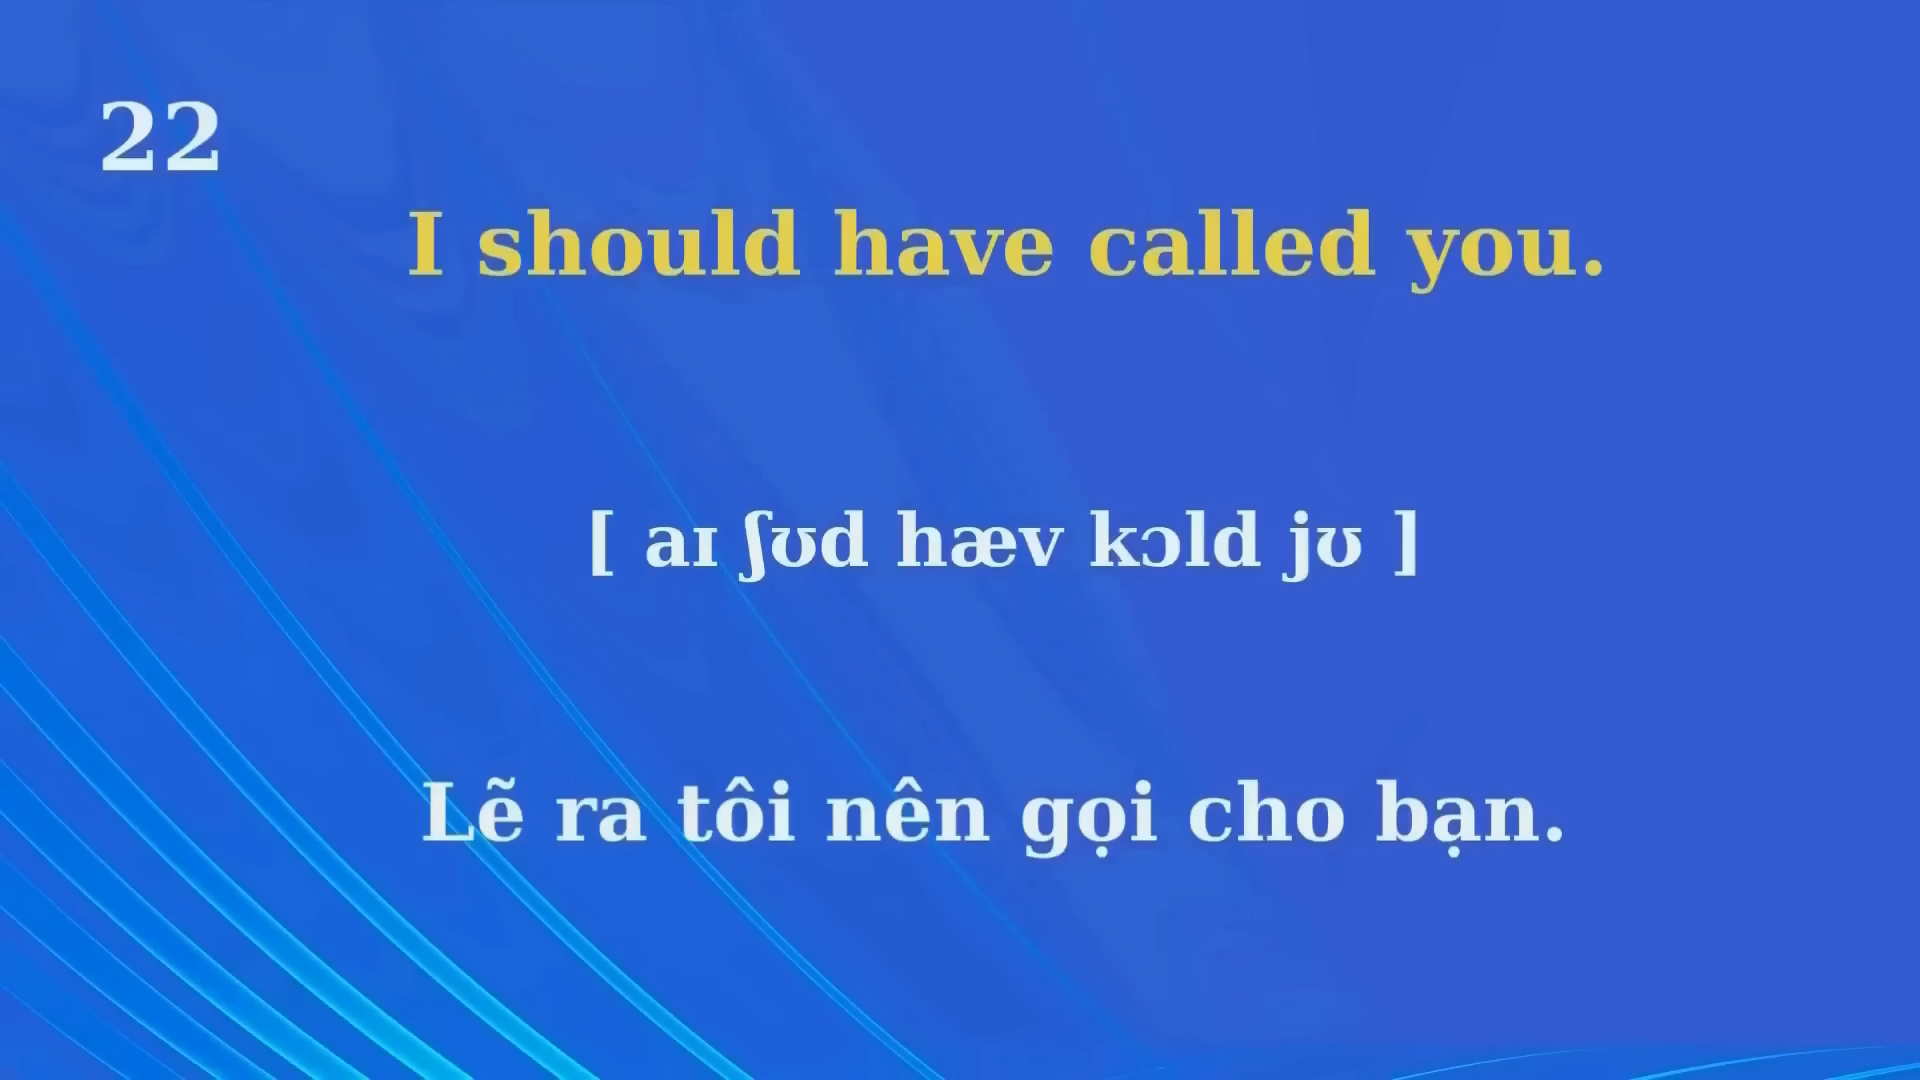 22
I should have called you.
[ aɪ ʃʊd hæv kɔld jʊ ]
Lẽ ra tôi nên gọi cho bạn.